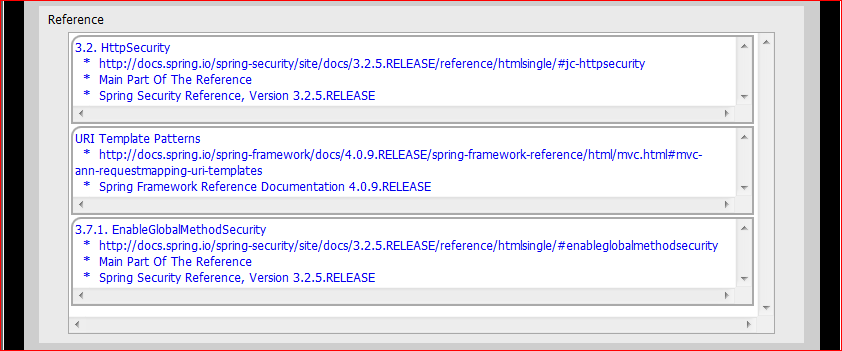 Reference
3.2. HttpSecurity
* http://docs.spring.io/spring-security/site/docs/3.2.5.RELEASE/reference/htmlsingle/#jc-httpsecurity
* Main Part Of The Reference
* Spring Security Reference, Version 3.2.5.RELEASE
URI Template Patterns
* http://docs.spring.io/spring-framework/docs/4.0.9.RELEASE/spring-framework-reference/html/mvc.html#mvc-
ann-requestmapping-uri-templates
* Spring Framework Reference Documentation 4.0.9.RELEASE
3.7.1. EnableGlobalMethodSecurity
* http://docs.spring.io/spring-security/site/docs/3.2.5.RELEASE/reference/htmlsingle/#enableglobalmethodsecurity
* Main Part Of The Reference
* Spring Security Reference, Version 3.2.5.RELEASE